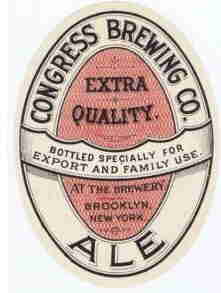 CONGRESS BREWING CO.
EXTRA
QUALITY.
BOTTLED SPECIALLY FOR
EXPORT AND FAMILY USE.
AT THE BREWERY
BROOKLYN,
NEW YORK.
ALE